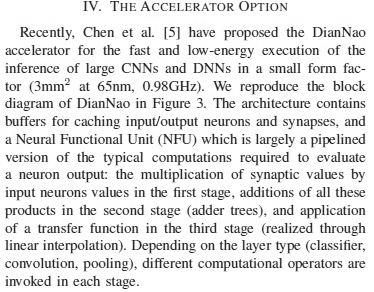 IV. The Accelerator Option
Recently, Chen et al. [5] have proposed the DianNao
accelerator for the fast and low-energy execution of the
inference of large CNNs and DNNs in a small form fac-
tor (3mm² at 65nm, 0.98GHz). We reproduce the block
diagram of DianNao in Figure 3. The architecture contains
buffers for caching input/output neurons and synapses, and
a Neural Functional Unit (NFU) which is largely a pipelined
version of the typical computations required to evaluate
a neuron output: the multiplication of synaptic values by
input neurons values in the first stage, additions of all these
products in the second stage (adder trees), and application
of a transfer function in the third stage (realized through
linear interpolation). Depending on the layer type (classifier,
convolution, pooling), different computational operators are
invoked in each stage.